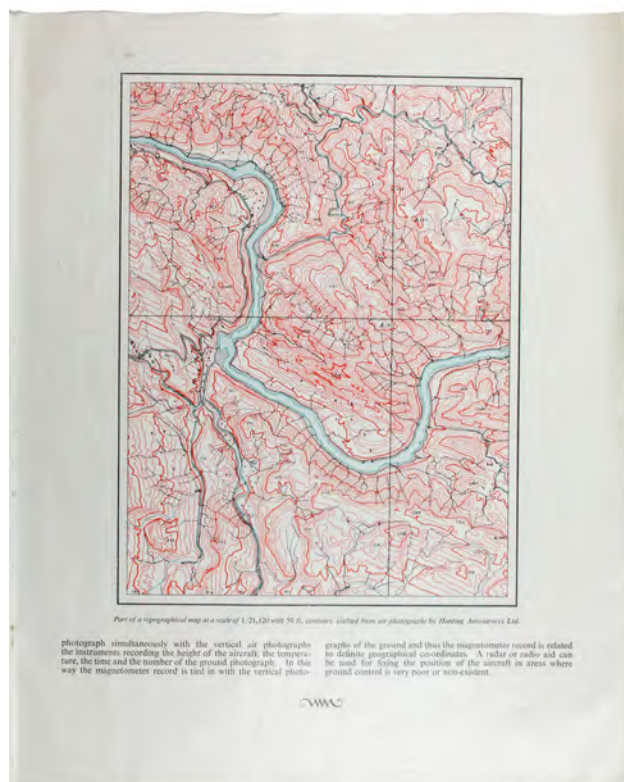 Part of a topographical map at a scale of 1/21,120 with 50 ft. contours, plotted from air photographs by Hunting Aerosurveys Ltd.
photograph simultaneously with the vertical air photographs
the instruments recording the height of the aircraft, the tempera-
ture, the time and the number of the ground photograph. In this
way the magnetometer record is tied in with the vertical photo-
graphs of the ground and thus the magnetometer record is related
to definite geographical co-ordinates. A radar or radio aid can
be used for fixing the position of the aircraft in areas where
ground control is very poor or non-existent.